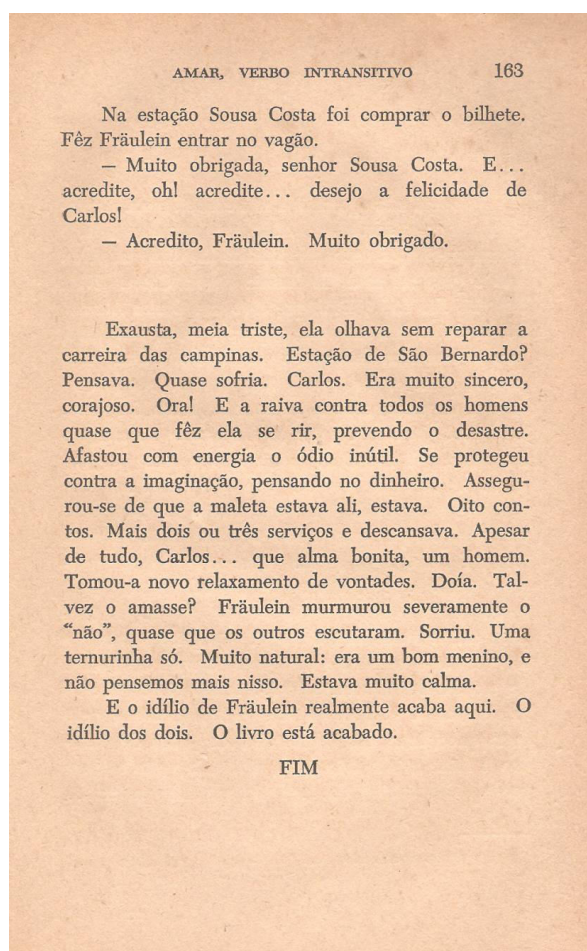 AMAR, VERBO INTRANSITIVO 163
Na estação Sousa Costa foi comprar o bilhete.
Fêz Fräulein entrar no vagão.
— Muito obrigada, senhor Sousa Costa. E...
acredite, oh! acredite... desejo a felicidade de
Carlos!
— Acredito, Fräulein. Muito obrigado.
Exausta, meia triste, ela olhava sem reparar a
carreira das campinas. Estação de São Bernardo?
Pensava. Quase sofria. Carlos. Era muito sincero,
corajoso. Ora! E a raiva contra todos os homens
quase que fêz ela se rir, prevendo o desastre.
Afastou com energia o ódio inútil. Se protegeu
contra a imaginação, pensando no dinheiro. Assegu-
rou-se de que a maleta estava ali, estava. Oito con-
tos. Mais dois ou três serviços e descansava. Apesar
de tudo, Carlos... que alma bonita, um homem.
Tomou-a novo relaxamento de vontades. Doía. Tal-
vez o amasse? Fräulein murmurou severamente o
“não”, quase que os outros escutaram. Sorriu. Uma
ternurinha só. Muito natural: era um bom menino, e
não pensemos mais nisso. Estava muito calma.
E o idílio de Fräulein realmente acaba aqui. O
idílio dos dois. O livro está acabado.
FIM